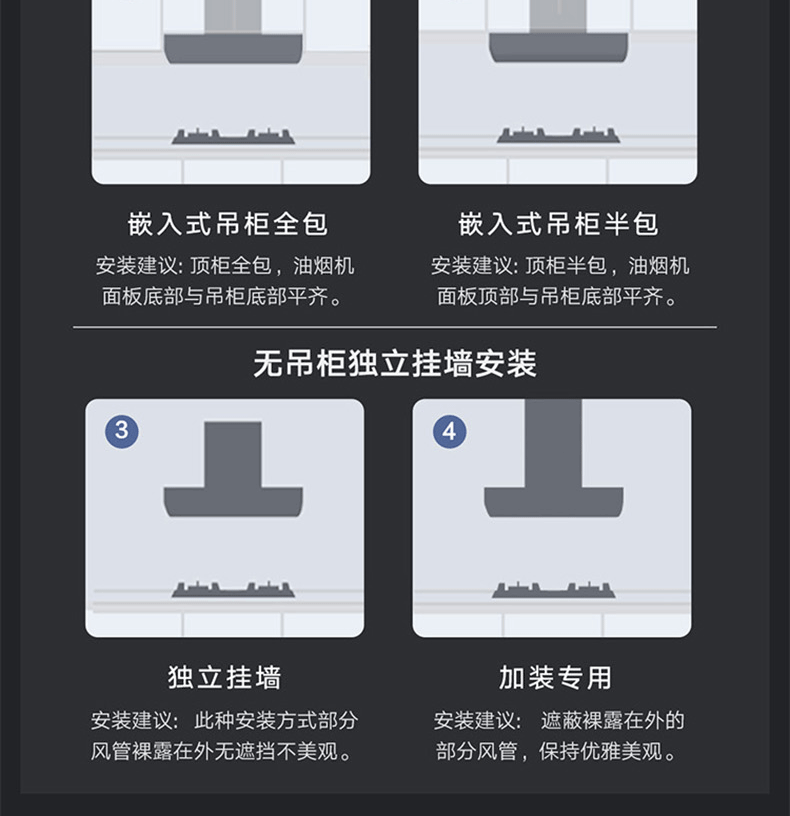 嵌入式吊柜全包
安装建议: 顶柜全包，油烟机
面板底部与吊柜底部平齐。
嵌入式吊柜半包
安装建议: 顶柜半包，油烟机
面板顶部与吊柜底部平齐。
无吊柜独立挂墙安装
3
独立挂墙
安装建议: 此种安装方式部分
风管裸露在外无遮挡不美观。
4
加装专用
安装建议: 遮蔽裸露在外的
部分风管，保持优雅美观。